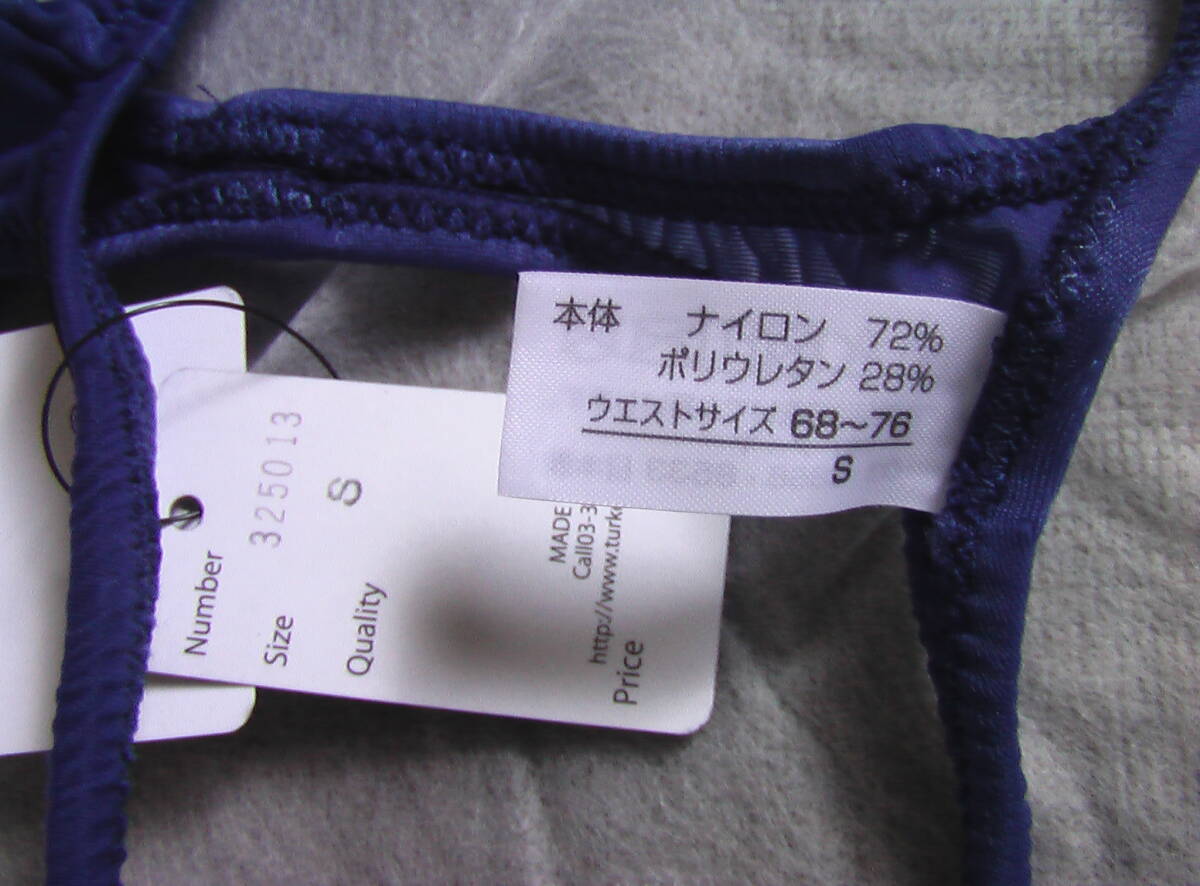 本体 ナイロン 72%
ポリウレタン 28%
ウエストサイズ 68~76
S
Number 325013
Size S
Quality
MADE
Call03-3
http://www.turke
Price